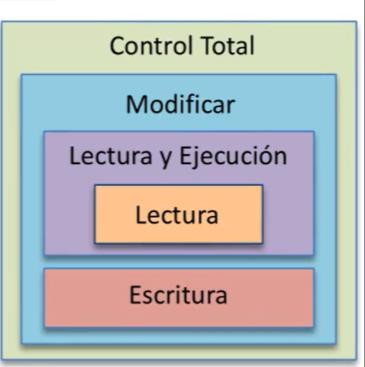 Control Total
Modificar
Lectura y Ejecución
Lectura
Escritura